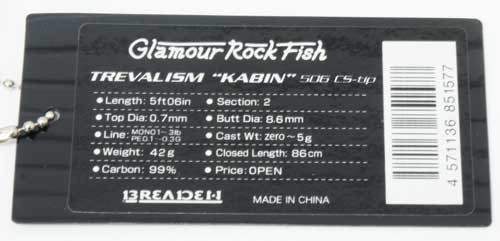 Glamour Rock Fish
TREVALISM "KABIN" 506 CS-tip
• Length: 5ft06in • Section: 2
• Top Dia: 0.7mm • Butt Dia: 8.6mm
• Line: MONO1~3lb PE0.1~0.3G • Cast Wt: zero~5g
• Weight: 42g • Closed Length: 86cm
• Carbon: 99% • Price: OPEN
BREADEN MADE IN CHINA
4 571136 851577